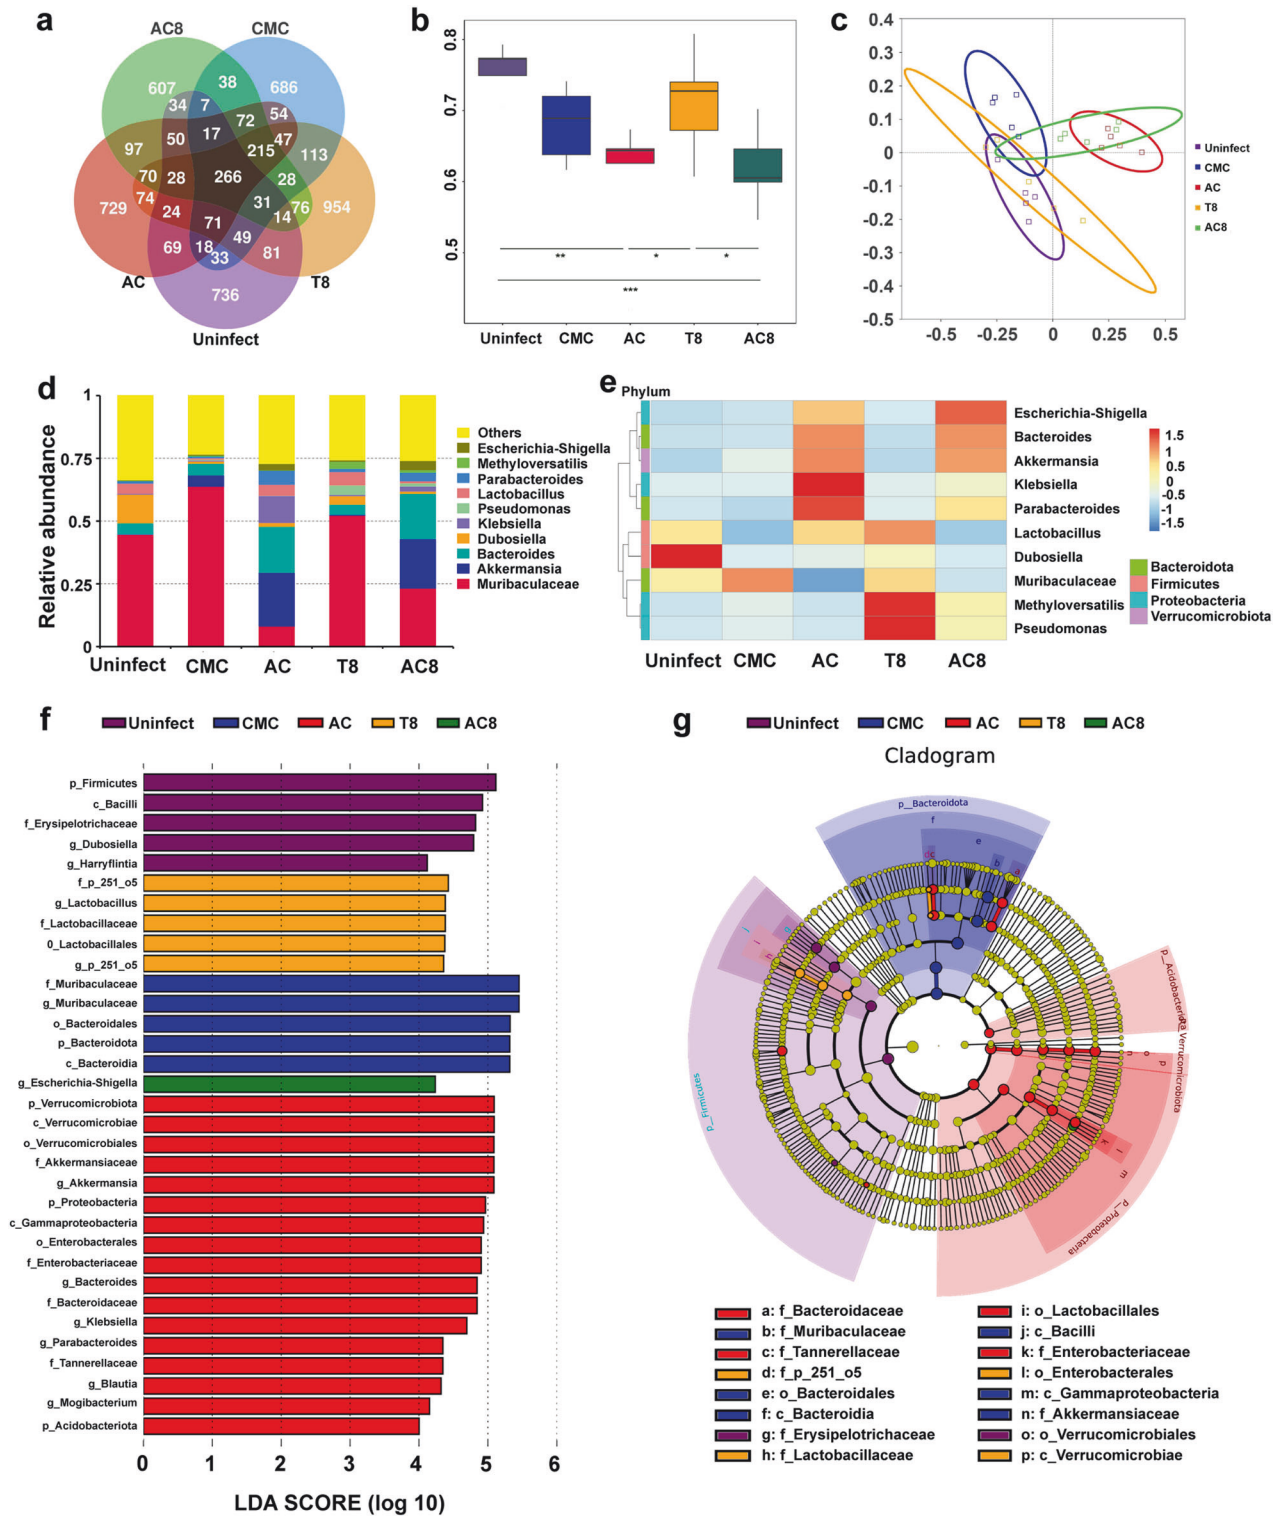 a
AC8
CMC
607
38
686
34
7
72
54
50
17
47
97
215
113
70
28
266
28
729
74
24
31
76
954
71
14
69
18
49
33
81
AC
T8
736
Uninfect
b
0.8
0.7
0.6
0.5
**
*
*
***
Uninfect
CMC
AC
T8
AC8
c
0.4
0.3
0.2
0.1
0
-0.1
-0.2
-0.3
-0.4
-0.5
-0.5
-0.25
0
0.25
0.5
Uninfect
CMC
AC
T8
AC8
d
Relative abundance
1
0.75
0.5
0.25
0
Uninfect
CMC
AC
T8
AC8
Others
Escherichia-Shigella
Methyloversatilis
Parabacteroides
Lactobacillus
Pseudomonas
Klebsiella
Dubosiella
Bacteroides
Akkermansia
Muribaculaceae
e
Phylum
Escherichia-Shigella
Bacteroides
Akkermansia
Klebsiella
Parabacteroides
Lactobacillus
Dubosiella
Muribaculaceae
Methyloversatilis
Pseudomonas
Uninfect
CMC
AC
T8
AC8
1.5
1
0.5
0
-0.5
-1
-1.5
Bacteroidota
Firmicutes
Proteobacteria
Verrucomicrobiota
f
Uninfect
CMC
AC
T8
AC8
p_Firmicutes
c_Bacilli
f_Erysipelotrichaceae
g_Dubosiella
g_Harryflintia
f_p_251_o5
g_Lactobacillus
f_Lactobacillaceae
0_Lactobacillales
g_p_251_o5
f_Muribaculaceae
g_Muribaculaceae
o_Bacteroidales
p_Bacteroidota
c_Bacteroidia
g_Escherichia-Shigella
p_Verrucomicrobiota
c_Verrucomicrobiae
o_Verrucomicrobiales
f_Akkermansiaceae
g_Akkermansia
p_Proteobacteria
c_Gammaproteobacteria
o_Enterobacterales
f_Enterobacteriaceae
g_Bacteroides
f_Bacteroidaceae
g_Klebsiella
g_Parabacteroides
f_Tannerellaceae
g_Blautia
g_Mogibacterium
p_Acidobacteriota
0
1
2
3
4
5
6
LDA SCORE (log 10)
g
Uninfect
CMC
AC
T8
AC8
Cladogram
p__Bacteroidota
f
e
b
p__Verrucomicrobiota
n
o
p
k
l
m
p__Proteobacteria
p__Firmicutes
a: f_Bacteroidaceae
b: f_Muribaculaceae
c: f_Tannerellaceae
d: f_p_251_o5
e: o_Bacteroidales
f: c_Bacteroidia
g: f_Erysipelotrichaceae
h: f_Lactobacillaceae
i: o_Lactobacillales
j: c_Bacilli
k: f_Enterobacteriaceae
l: o_Enterobacterales
m: c_Gammaproteobacteria
n: f_Akkermansiaceae
o: o_Verrucomicrobiales
p: c_Verrucomicrobiae